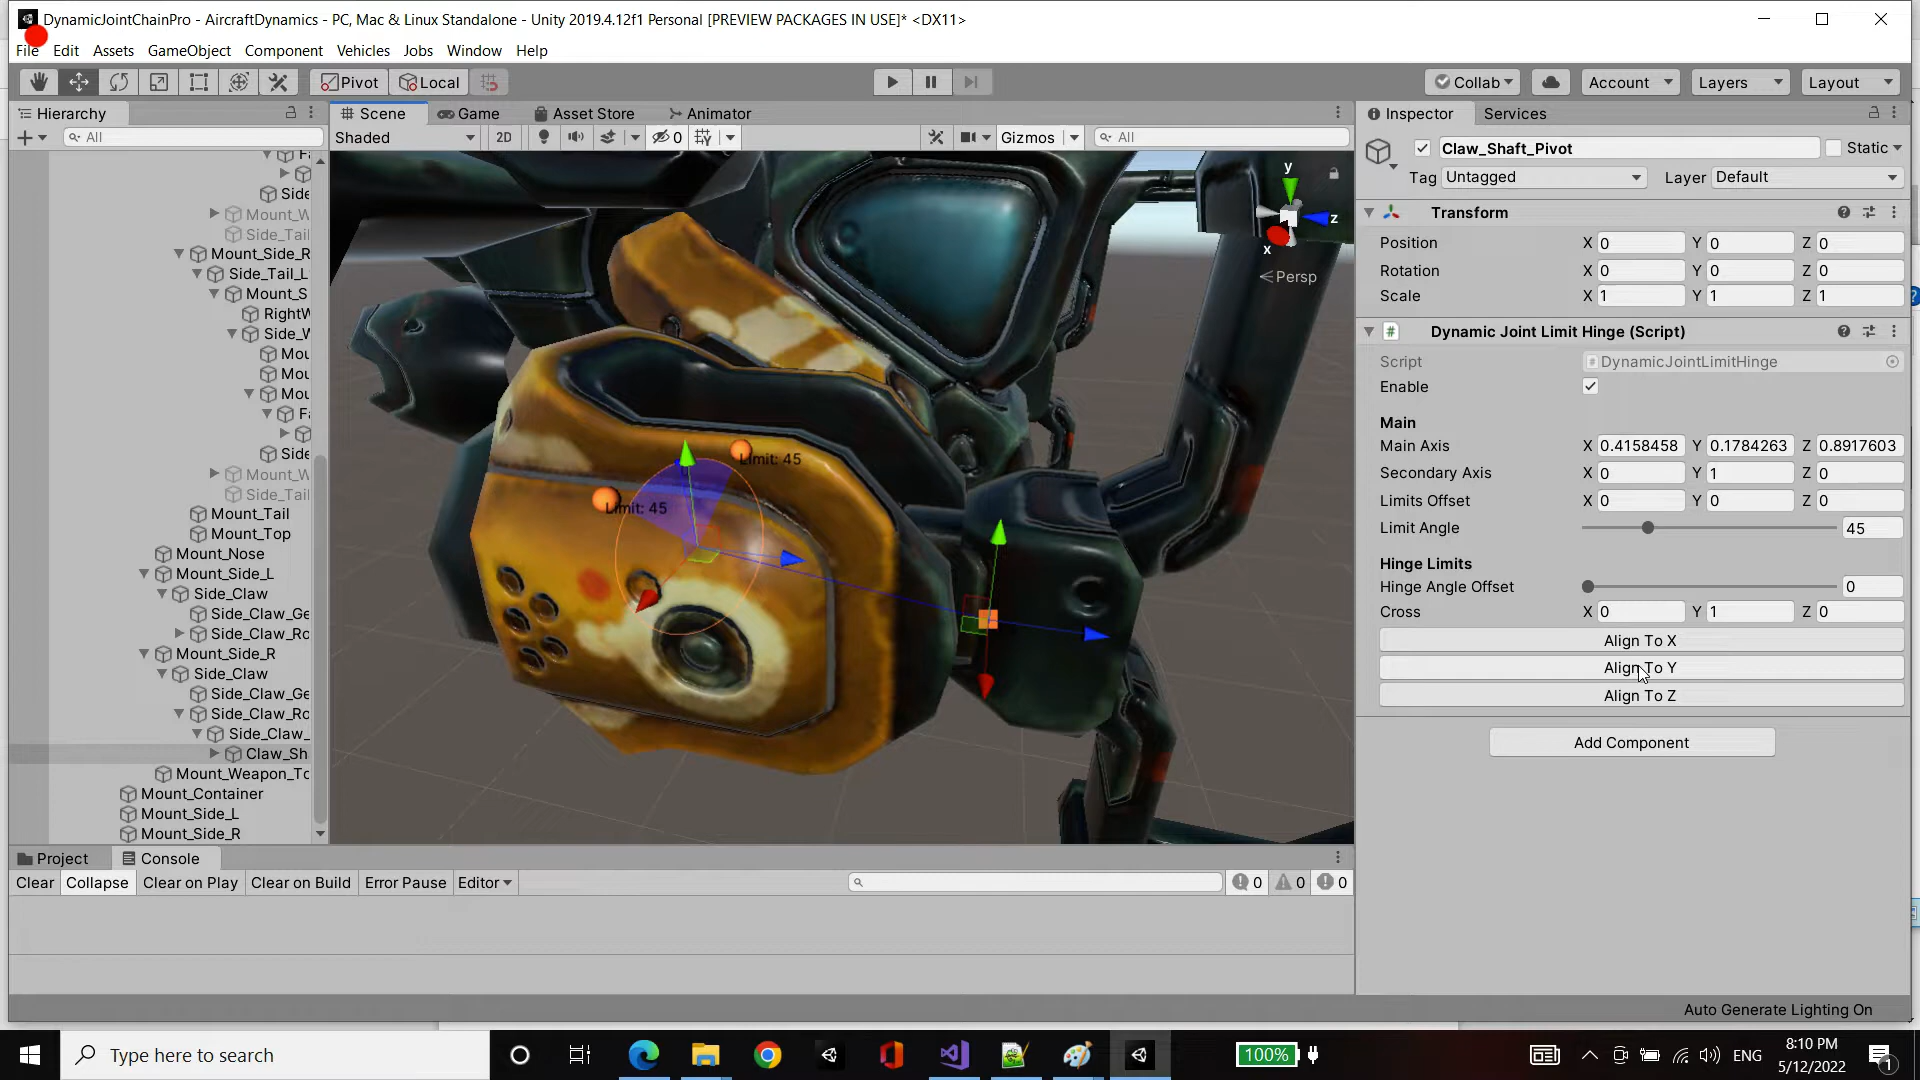 DynamicJointChainPro - AircraftDynamics - PC, Mac & Linux Standalone - Unity 2019.4.12f1 Personal [PREVIEW PACKAGES IN USE]* <DX11>
File Edit Assets GameObject Component Vehicles Jobs Window Help
Pivot Local Collab Account Layers Layout
Hierarchy
All
Side
Mount_W
Side_Tail
Mount_Side_R
Side_Tail_L
Mount_S
RightW
Side_W
Mou
Mou
Mou
Side
Mount_W
Side_Tail
Mount_Tail
Mount_Top
Mount_Nose
Mount_Side_L
Side_Claw
Side_Claw_Ge
Side_Claw_Ro
Mount_Side_R
Side_Claw
Side_Claw_Ge
Side_Claw_Ro
Side_Claw_
Claw_Sh
Mount_Weapon_To
Mount_Container
Mount_Side_L
Mount_Side_R
Scene Game Asset Store Animator
Shaded 2D 0 Gizmos All
y
z
x
Persp
Limit: 45
Limit: 45
Inspector Services
Claw_Shaft_Pivot Static
Tag Untagged Layer Default
Transform
Position X 0 Y 0 Z 0
Rotation X 0 Y 0 Z 0
Scale X 1 Y 1 Z 1
# Dynamic Joint Limit Hinge (Script)
Script DynamicJointLimitHinge
Enable
Main
Main Axis X 0.4158458 Y 0.1784263 Z 0.8917603
Secondary Axis X 0 Y 1 Z 0
Limits Offset X 0 Y 0 Z 0
Limit Angle 45
Hinge Limits
Hinge Angle Offset 0
Cross X 0 Y 1 Z 0
Align To X
Align To Y
Align To Z
Add Component
Project Console
Clear Collapse Clear on Play Clear on Build Error Pause Editor 0 0 0
Auto Generate Lighting On
Type here to search
100%
ENG
8:10 PM
5/12/2022
1